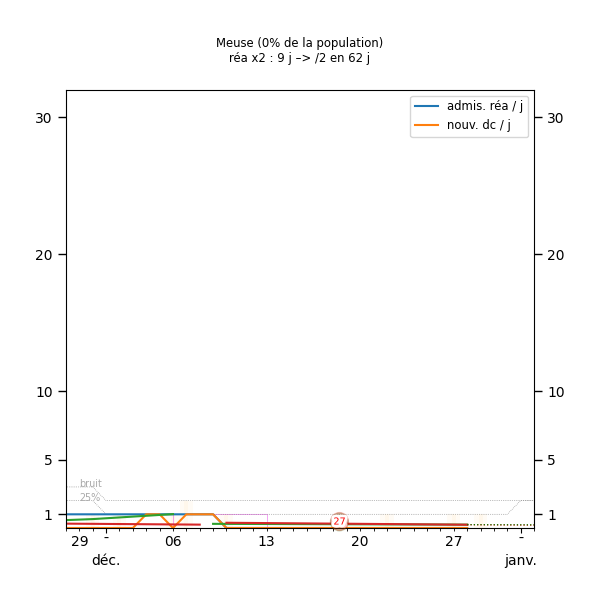 Meuse (0% de la population)
réa x2 : 9 j –> /2 en 62 j
admis. réa / j
nouv. dc / j
30
30
20
20
10
10
5
5
bruit
25%
1
1
27
29 - 06 13 20 27 -
déc. janv.